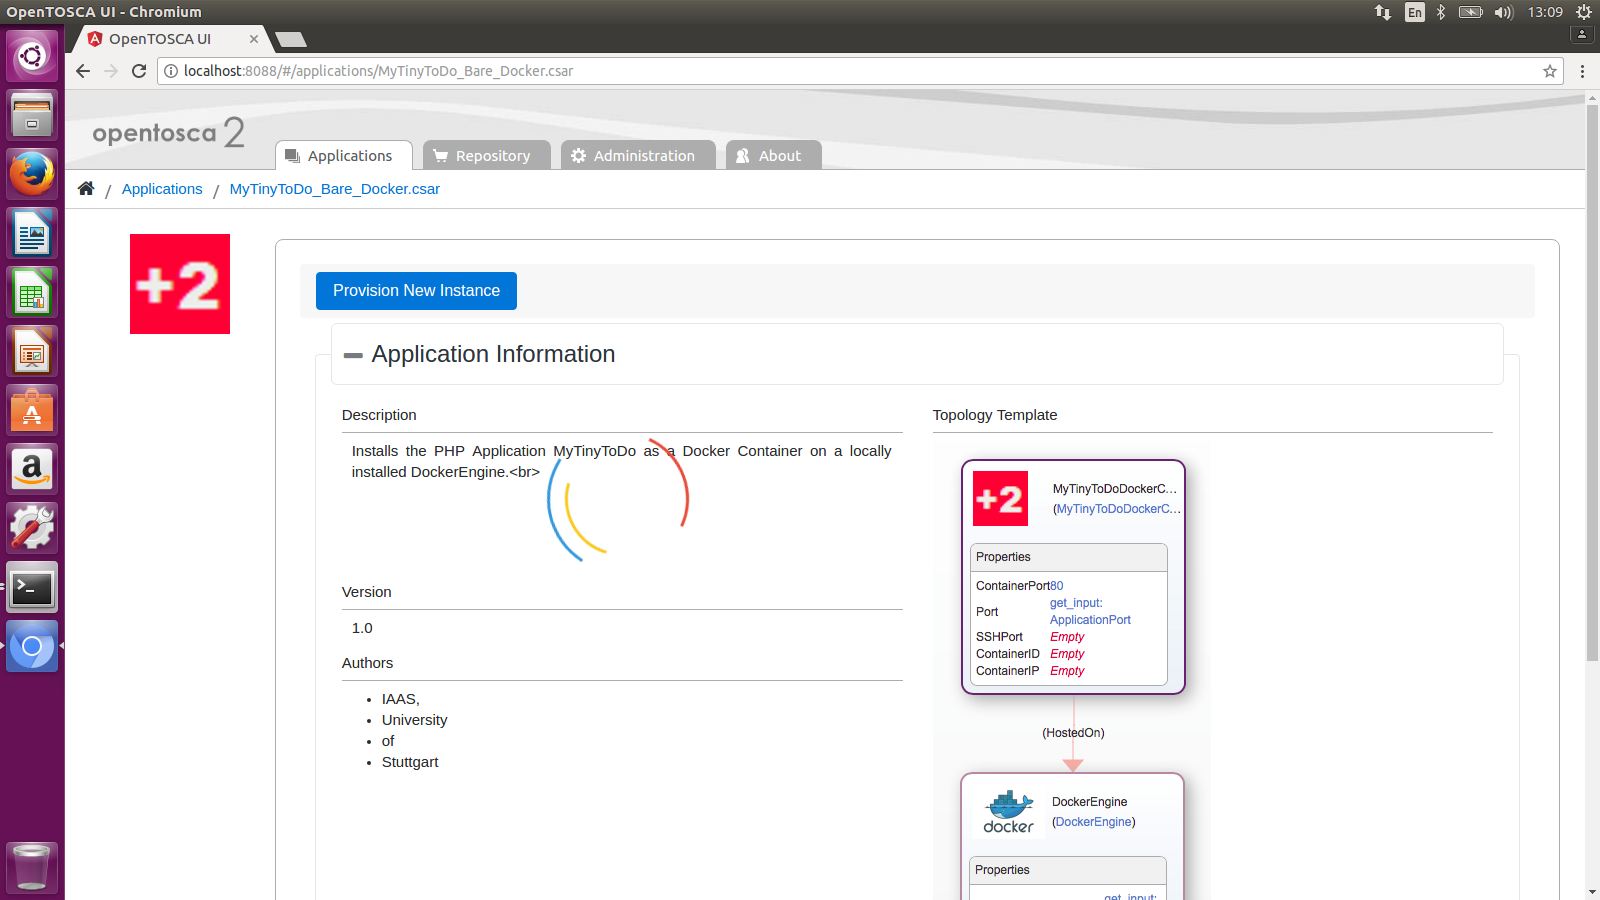 OpenTOSCA UI - Chromium
En
13:09
OpenTOSCA UI
localhost:8088/#/applications/MyTinyToDo_Bare_Docker.csar
opentosca 2
Applications
Repository
Administration
About
/ Applications / MyTinyToDo_Bare_Docker.csar
+2
Provision New Instance
Application Information
Description
Installs the PHP Application MyTinyToDo as a Docker Container on a locally
installed DockerEngine.<br>
Version
1.0
Authors
• IAAS,
• University
• of
• Stuttgart
Topology Template
+2
MyTinyToDoDockerC...
(MyTinyToDoDockerC...
Properties
ContainerPort 80
Port get_input:
ApplicationPort
SSHPort Empty
ContainerID Empty
ContainerIP Empty
(HostedOn)
docker
DockerEngine
(DockerEngine)
Properties
get_input: